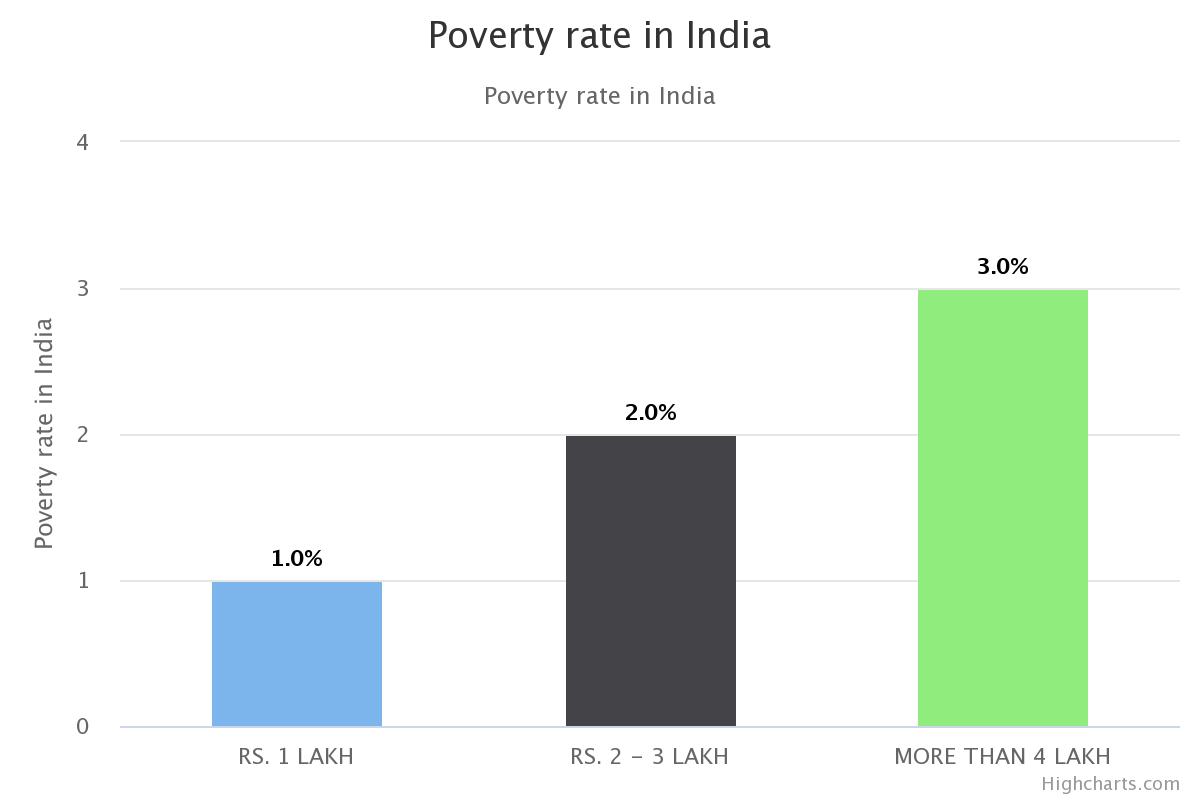 Poverty rate in India
Poverty rate in India
Poverty rate in India
4
3
2
1
0
1.0%
2.0%
3.0%
RS. 1 LAKH
RS. 2 – 3 LAKH
MORE THAN 4 LAKH
Highcharts.com